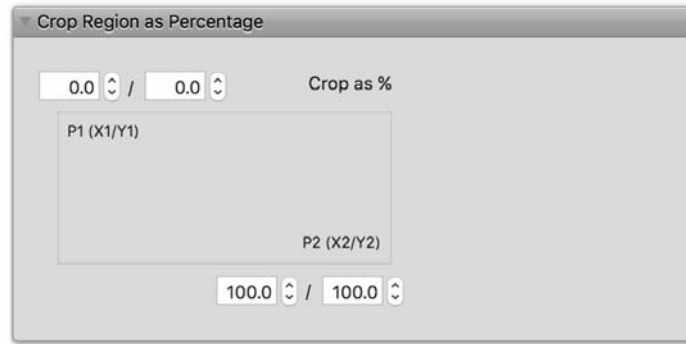 Crop Region as Percentage
0.0 / 0.0 Crop as %
P1 (X1/Y1)
P2 (X2/Y2)
100.0 / 100.0